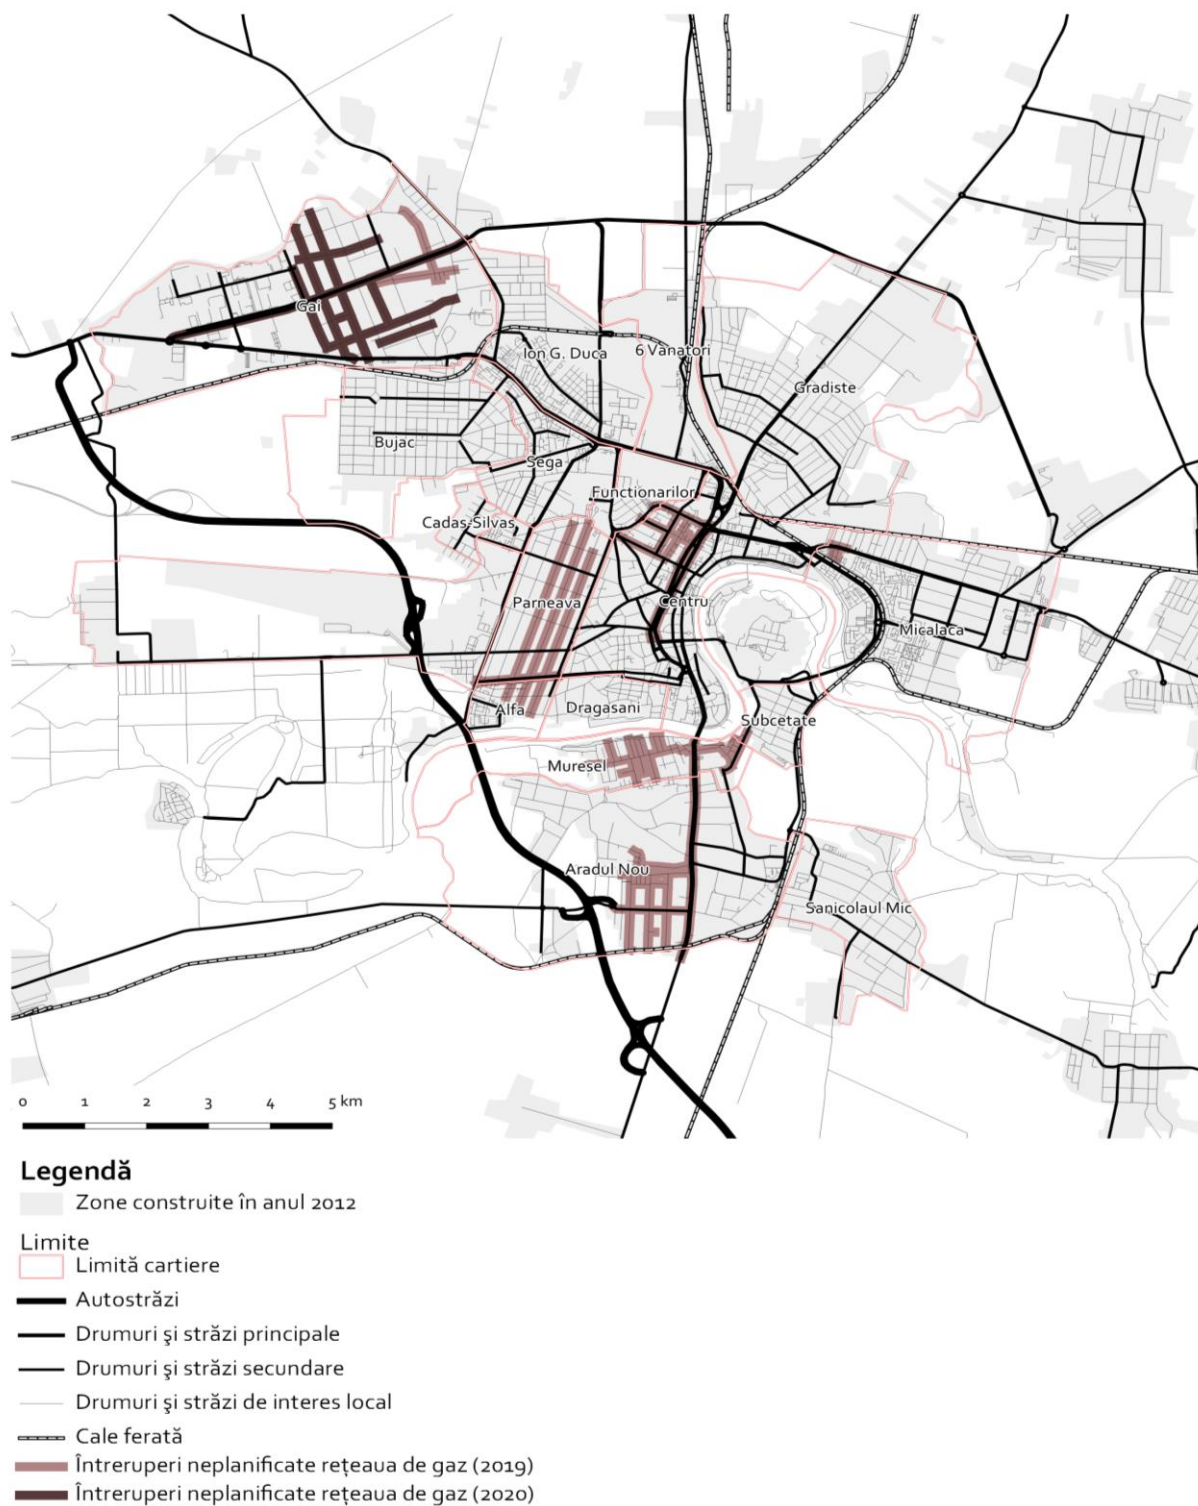 Gai
Ion G. Duca
6 Vanatori
Gradiste
Bujac
Sega
Functionarilor
Cadas-Silvas
Parneava
Centru
Micalaca
Alfa
Dragasani
Subcetate
Muresel
Aradul Nou
Sanicolaul Mic
0 1 2 3 4 5 km
Legendă
Zone construite în anul 2012
Limite
Limită cartiere
Autostrăzi
Drumuri şi străzi principale
Drumuri şi străzi secundare
Drumuri şi străzi de interes local
Cale ferată
Întreruperi neplanificate rețeaua de gaz (2019)
Întreruperi neplanificate rețeaua de gaz (2020)